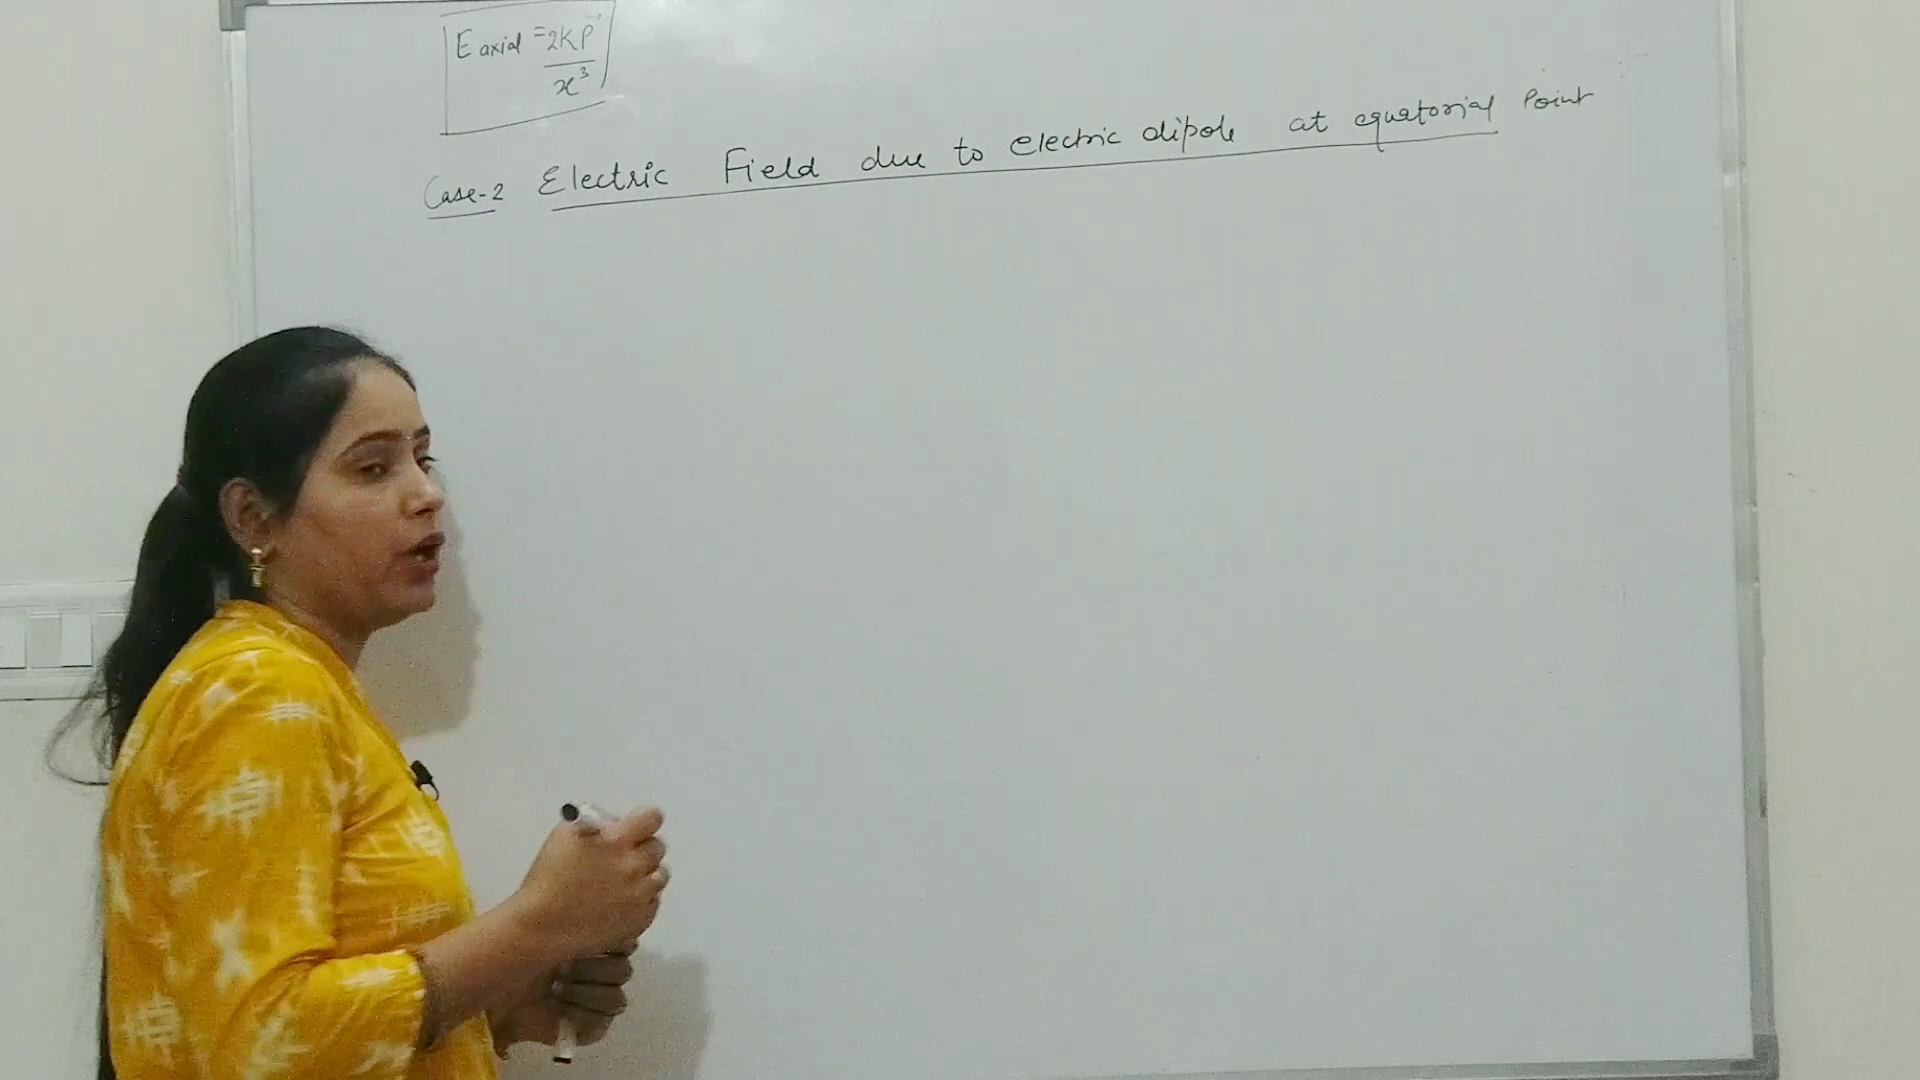 E axial = 2KP⃗
x³
Case-2 Electric Field due to electric dipole at equatorial Point